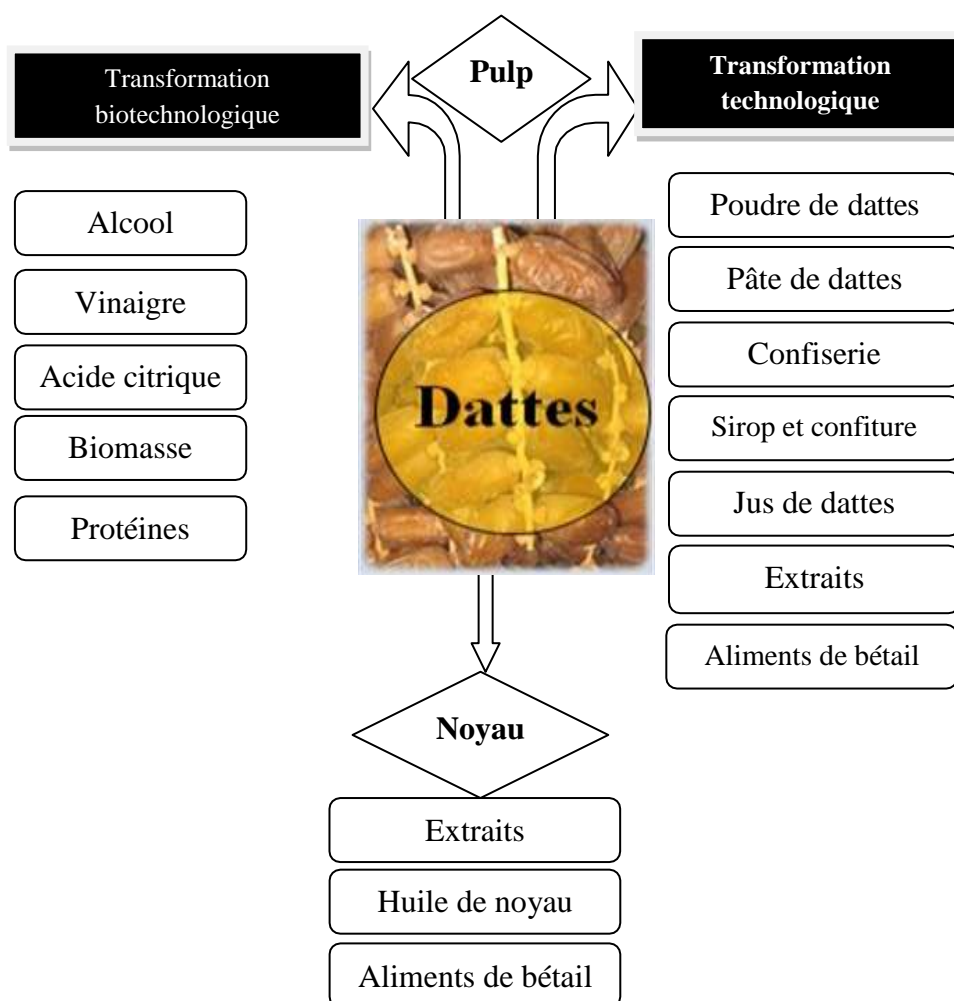 Pulp
Transformation
biotechnologique
Transformation
technologique
Alcool
Vinaigre
Acide citrique
Biomasse
Protéines
Dattes
Poudre de dattes
Pâte de dattes
Confiserie
Sirop et confiture
Jus de dattes
Extraits
Aliments de bétail
Noyau
Extraits
Huile de noyau
Aliments de bétail